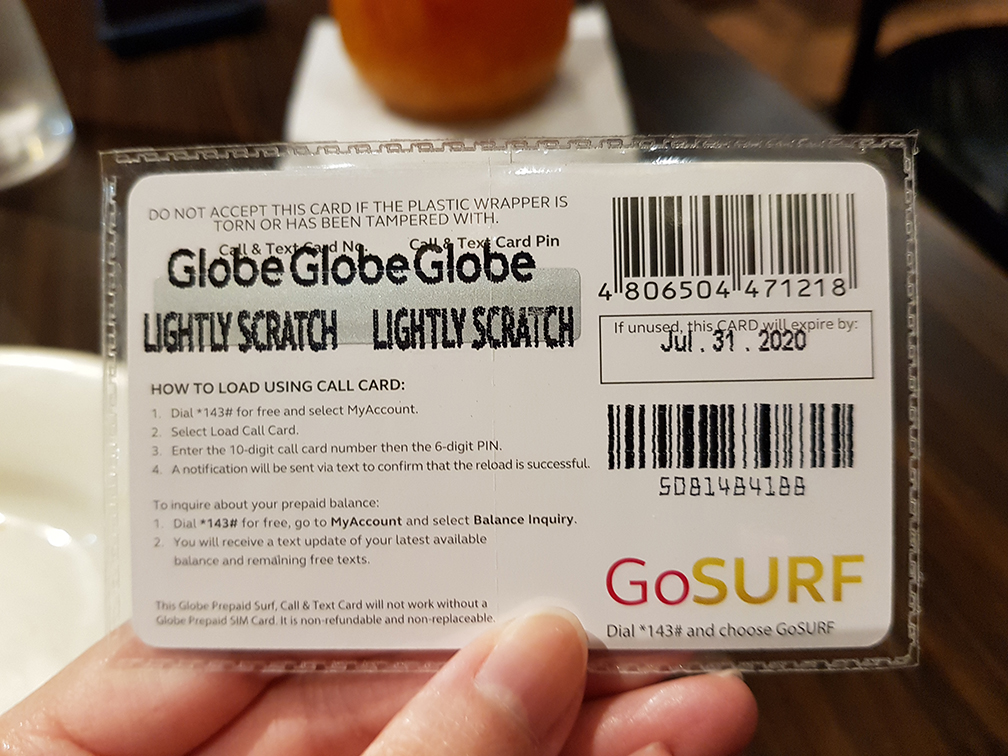 DO NOT ACCEPT THIS CARD IF THE PLASTIC WRAPPER IS
TORN OR HAS BEEN TAMPERED WITH.
Call & Text Card No. Call & Text Card Pin
Globe Globe Globe
LIGHTLY SCRATCH LIGHTLY SCRATCH
HOW TO LOAD USING CALL CARD:
1. Dial *143# for free and select MyAccount.
2. Select Load Call Card.
3. Enter the 10-digit call card number then the 6-digit PIN.
4. A notification will be sent via text to confirm that the reload is successful.
To inquire about your prepaid balance:
1. Dial *143# for free, go to MyAccount and select Balance Inquiry.
2. You will receive a text update of your latest available
balance and remaining free texts.
This Globe Prepaid Surf, Call & Text Card will not work without a
Globe Prepaid SIM Card. It is non-refundable and non-replaceable.
4 806504 471218
If unused, this CARD will expire by:
Jul . 31 . 2020
5081484188
GoSURF
Dial *143# and choose GoSURF